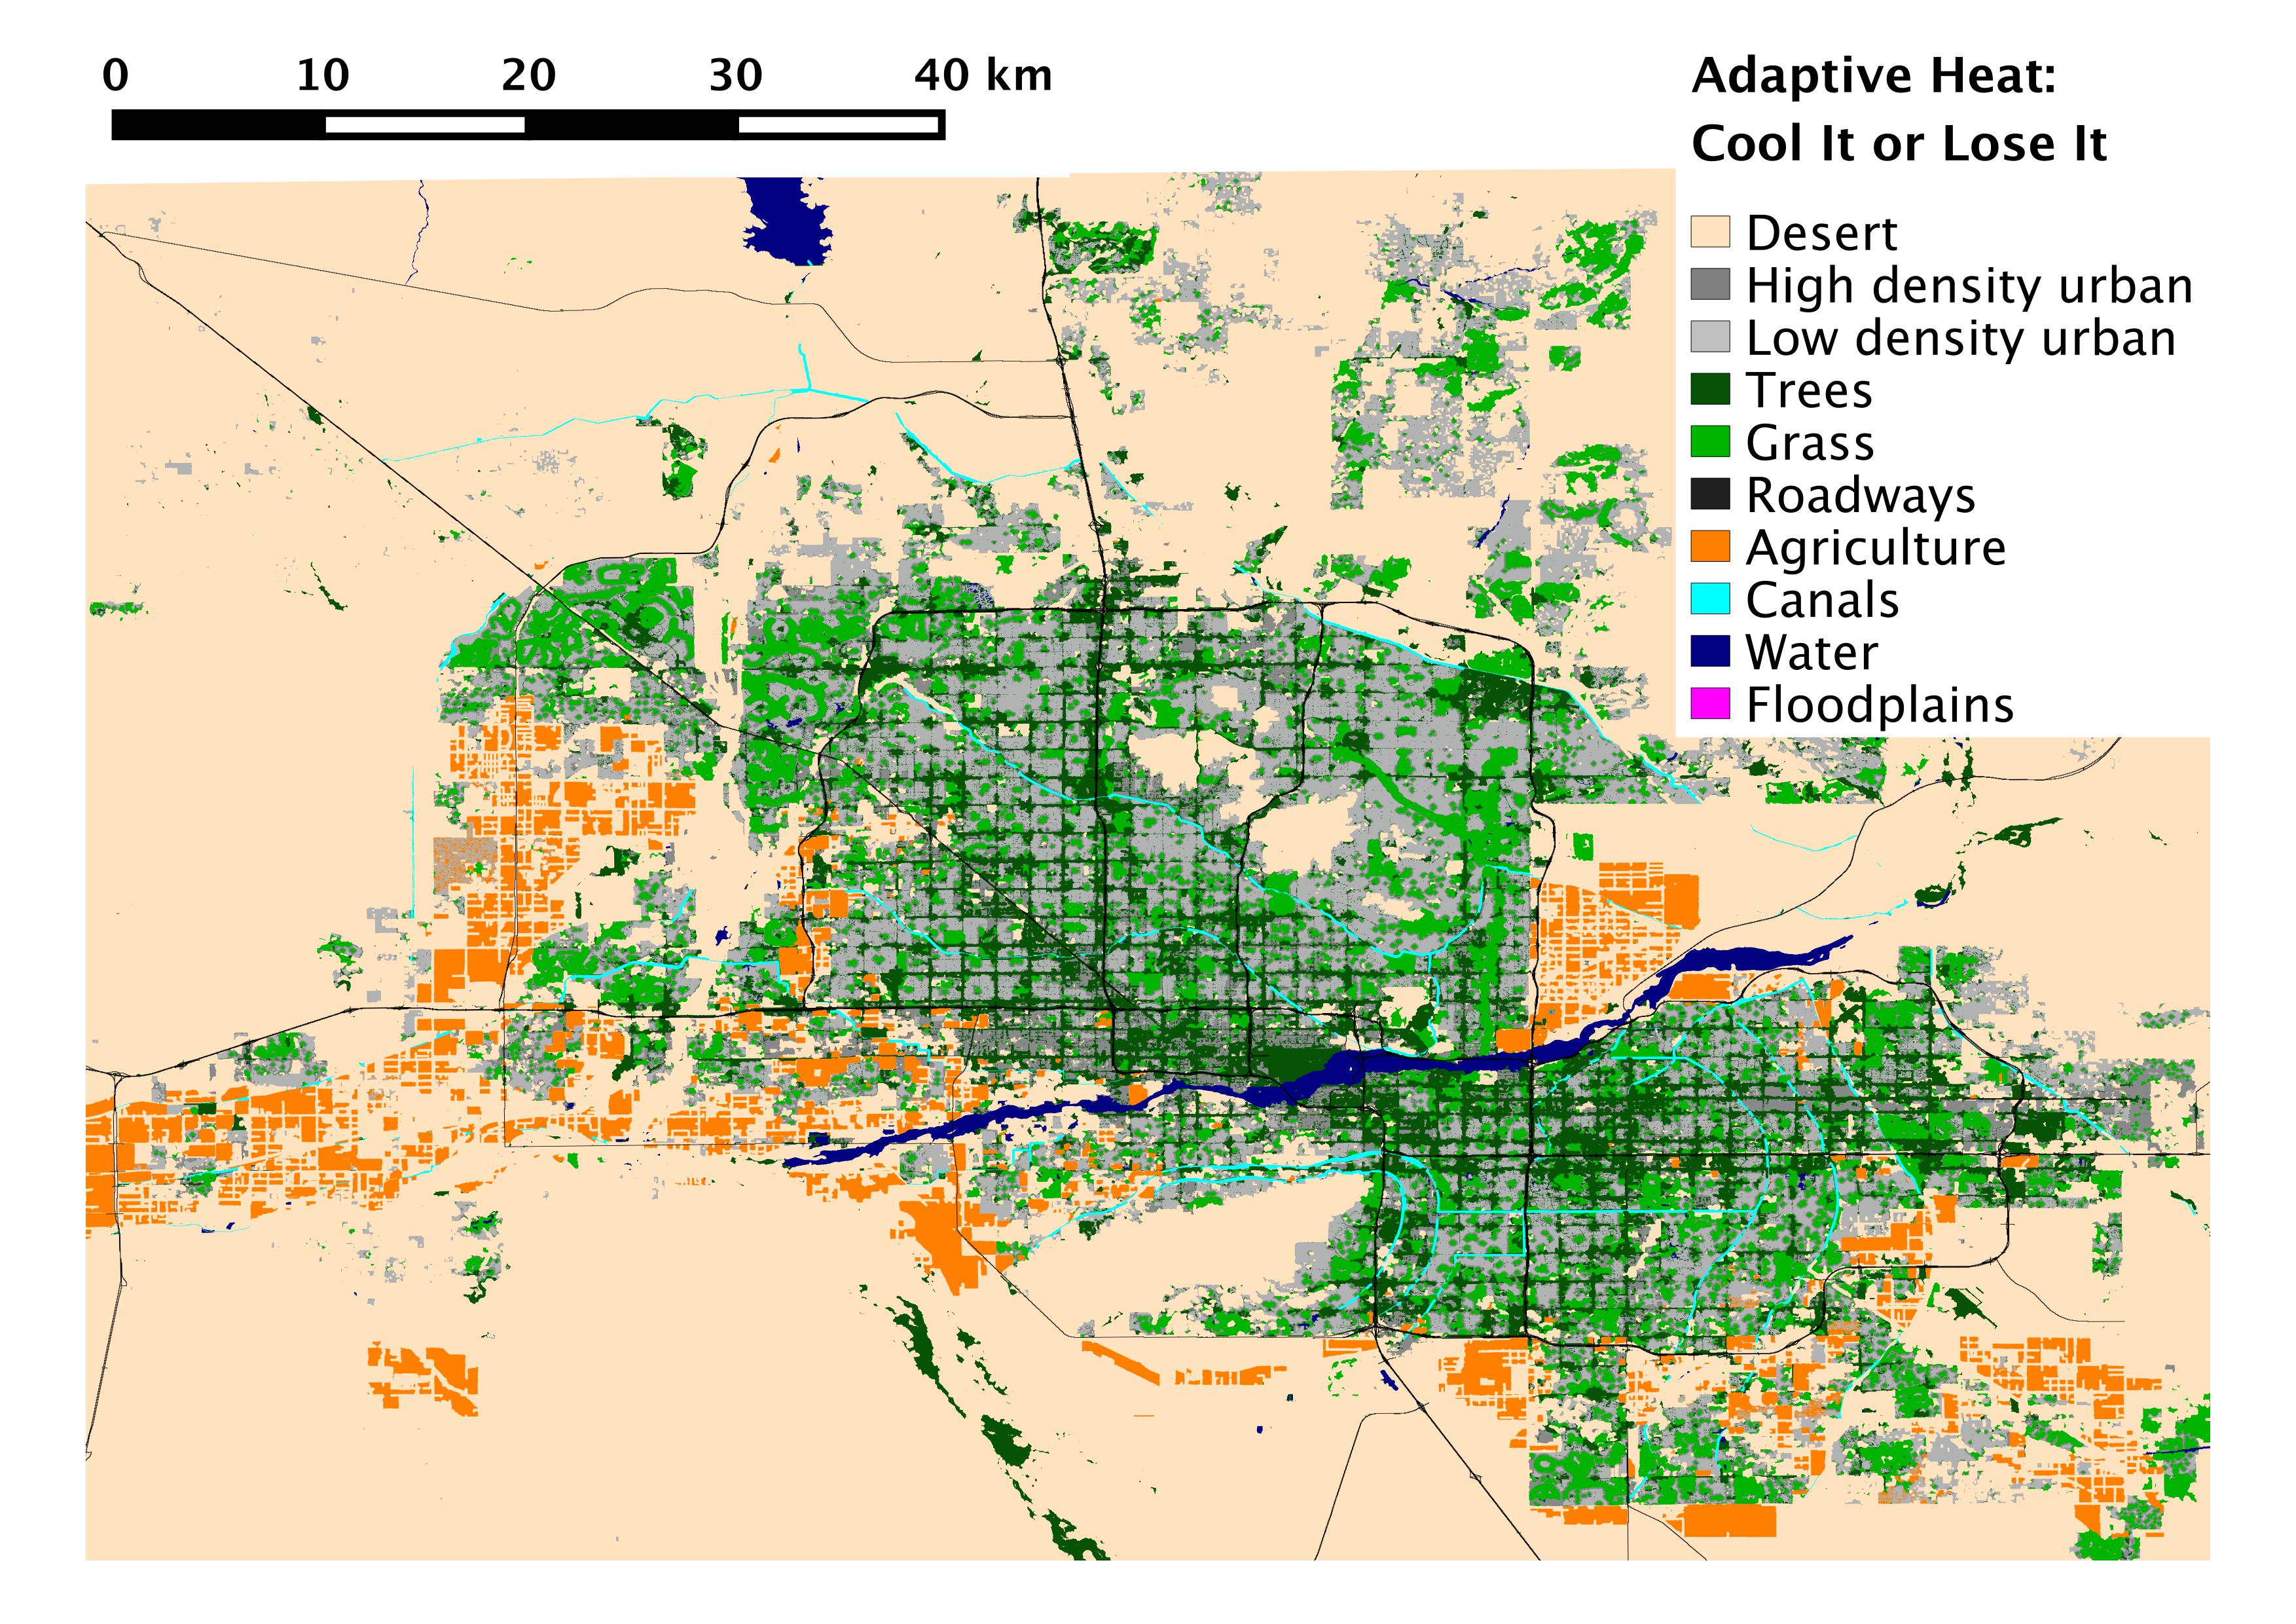 0 10 20 30 40 km
Adaptive Heat:
Cool It or Lose It
Desert
High density urban
Low density urban
Trees
Grass
Roadways
Agriculture
Canals
Water
Floodplains